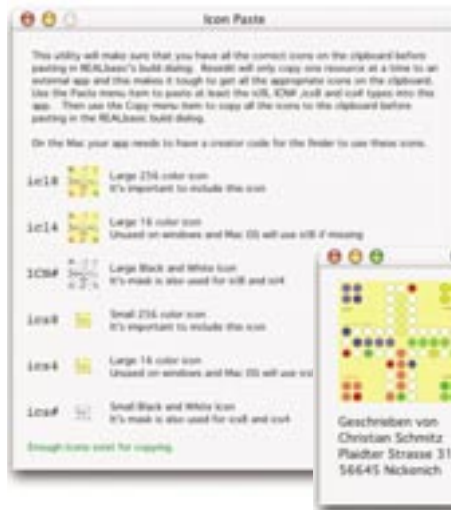 Icon Paste
This utility will make sure that you have all the correct icons on the clipboard before
pasting in REALbasic's build dialog. Resedit will only copy one resource at a time to an
external app and this makes it tough to get all the appropriate icons on the clipboard.
Use the Paste menu item to paste at least the icl8, ICN# ,ics8 and ics# types into this
app. Then use the Copy menu item to copy all the icons to the clipboard before
pasting in the REALbasic build dialog.
On the Mac your app needs to have a creator code for the finder to use these icons.
icl8 Large 256 color icon
It's important to include this icon
icl4 Large 16 color icon
Unused on windows and Mac OS will use icl8 if missing
ICN# Large Black and White Icon
It's mask is also used for icl8 and icl4
ics8 Small 256 color icon
It's important to include this icon
ics4 Large 16 color icon
Unused on windows and Mac OS will use
ics# Small Black and White Icon
It's mask is also used for ics8 and ics4
Enough icons exist for copying.
Geschrieben von
Christian Schmitz
Plaidter Strasse 31
56645 Nickenich